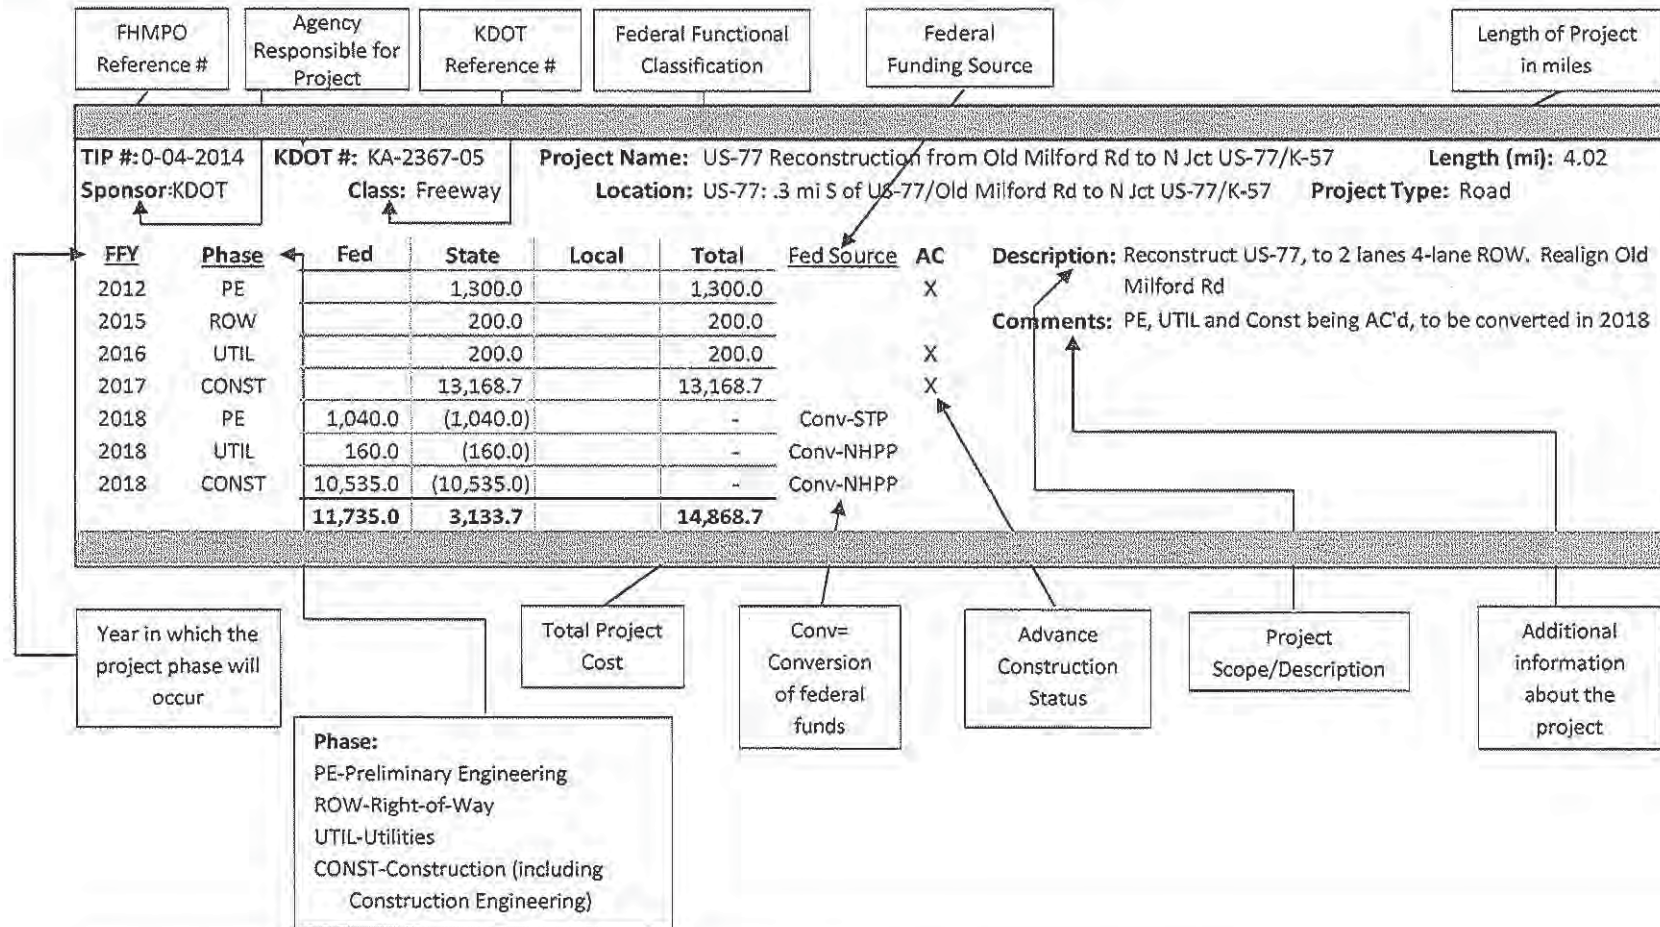 FHMPO
Reference #
Agency
Responsible for
Project
KDOT
Reference #
Federal Functional
Classification
Federal
Funding Source
Length of Project
in miles
TIP #: 0-04-2014 KDOT #: KA-2367-05 Project Name: US-77 Reconstruction from Old Milford Rd to N Jct US-77/K-57 Length (mi): 4.02
Sponsor: KDOT Class: Freeway Location: US-77: .3 mi S of US-77/Old Milford Rd to N Jct US-77/K-57 Project Type: Road
FFY Phase Fed State Local Total Fed Source AC
2012 PE 1,300.0 1,300.0 X
2015 ROW 200.0 200.0
2016 UTIL 200.0 200.0 X
2017 CONST 13,168.7 13,168.7 X
2018 PE 1,040.0 (1,040.0) - Conv-STP
2018 UTIL 160.0 (160.0) - Conv-NHPP
2018 CONST 10,535.0 (10,535.0) - Conv-NHPP
11,735.0 3,133.7 14,868.7
Description: Reconstruct US-77, to 2 lanes 4-lane ROW. Realign Old
Milford Rd
Comments: PE, UTIL and Const being AC'd, to be converted in 2018
Year in which the
project phase will
occur
Total Project
Cost
Conv=
Conversion
of federal
funds
Advance
Construction
Status
Project
Scope/Description
Additional
information
about the
project
Phase:
PE-Preliminary Engineering
ROW-Right-of-Way
UTIL-Utilities
CONST-Construction (including
Construction Engineering)